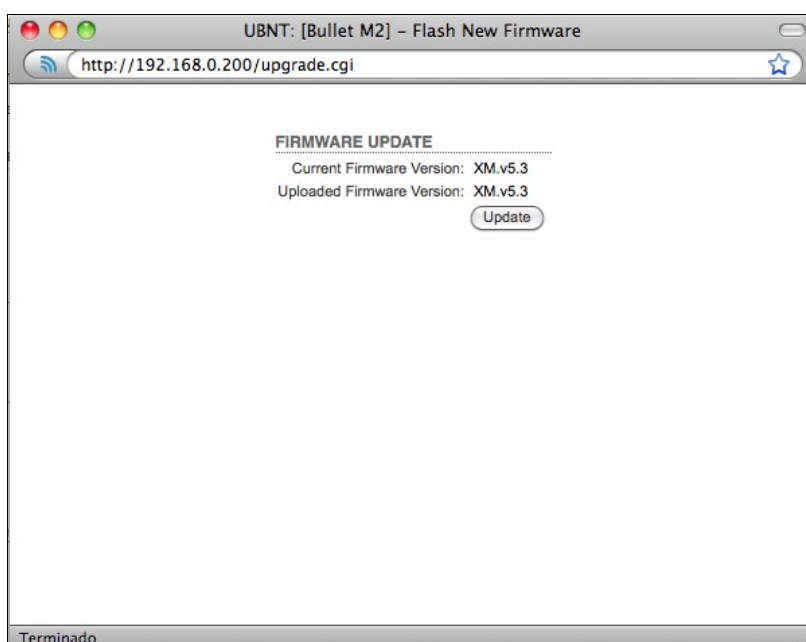 UBNT: [Bullet M2] – Flash New Firmware
http://192.168.0.200/upgrade.cgi
FIRMWARE UPDATE
Current Firmware Version: XM.v5.3
Uploaded Firmware Version: XM.v5.3
Update
Terminado